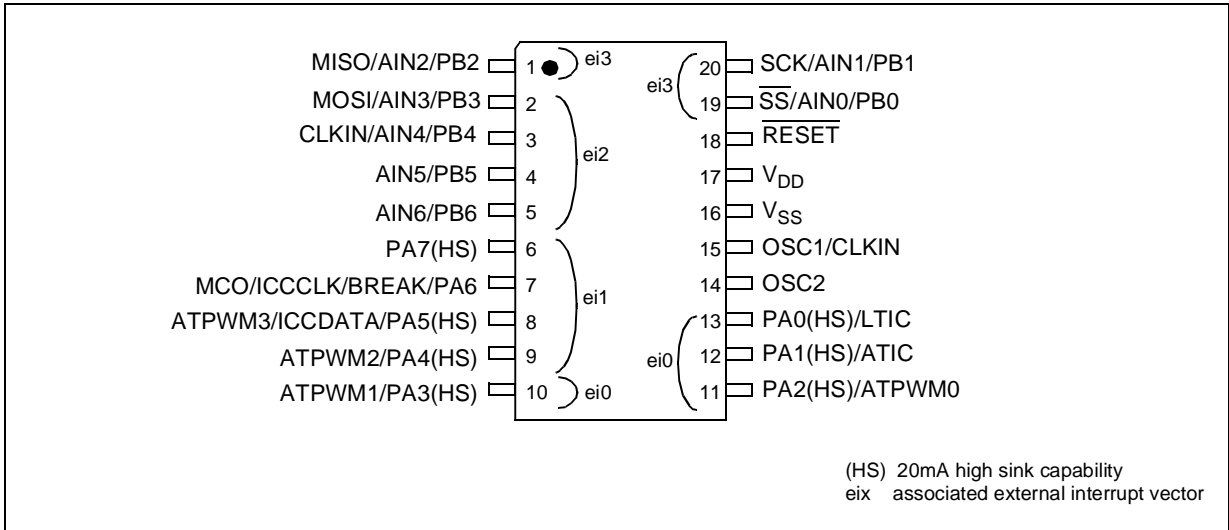 MISO/AIN2/PB2 1 ei3 20 SCK/AIN1/PB1
MOSI/AIN3/PB3 2 ei3 19 SS/AIN0/PB0
CLKIN/AIN4/PB4 3 ei2 18 RESET
AIN5/PB5 4 17 VDD
AIN6/PB6 5 16 VSS
PA7(HS) 6 15 OSC1/CLKIN
MCO/ICCCLK/BREAK/PA6 7 ei1 14 OSC2
ATPWM3/ICCDATA/PA5(HS) 8 13 PA0(HS)/LTIC
ATPWM2/PA4(HS) 9 ei0 12 PA1(HS)/ATIC
ATPWM1/PA3(HS) 10 ei0 11 PA2(HS)/ATPWM0
(HS) 20mA high sink capability
eix associated external interrupt vector